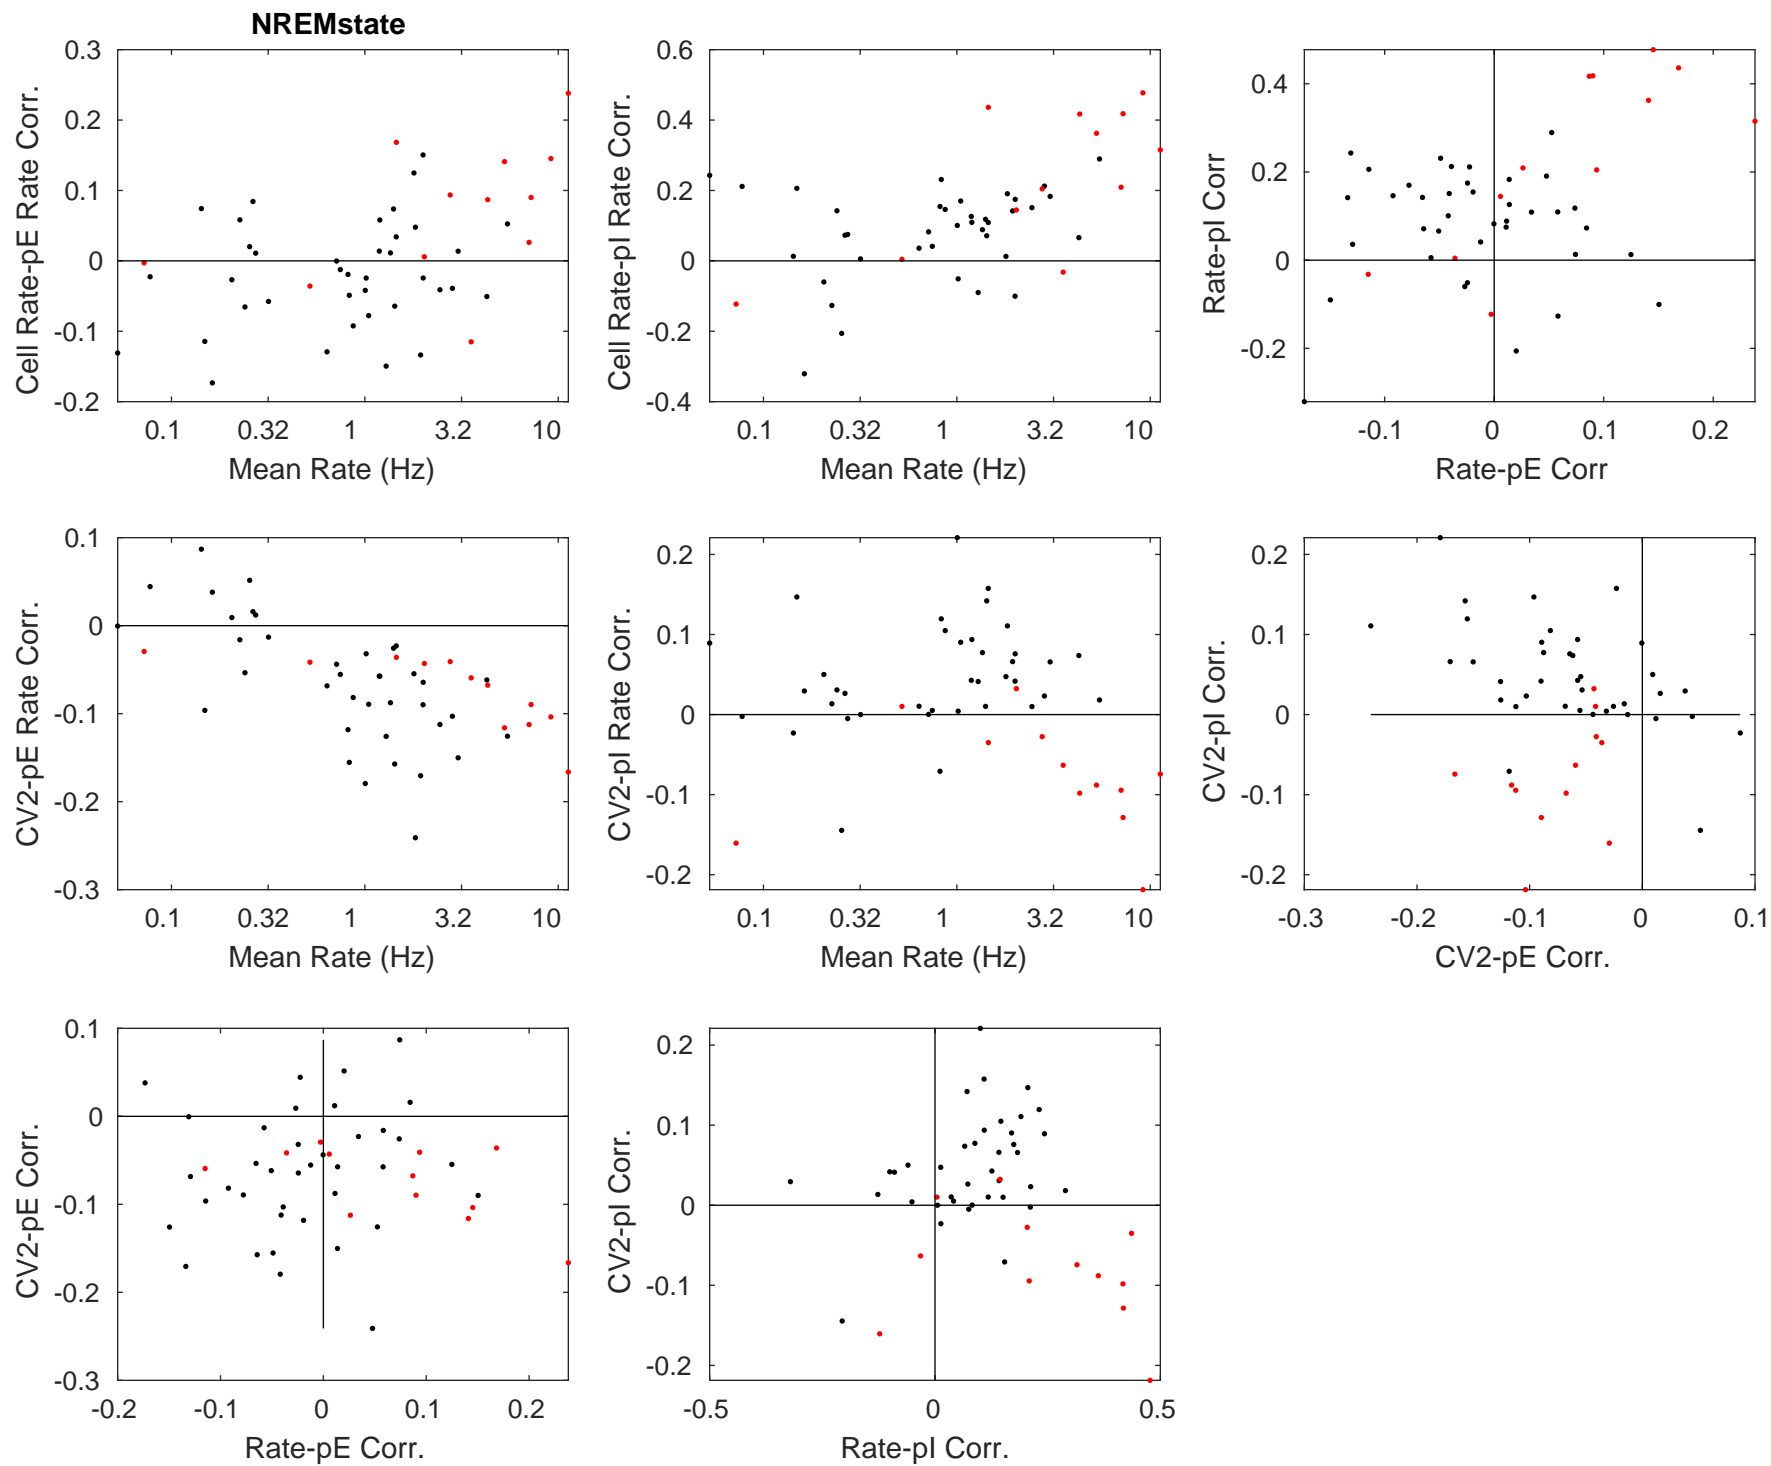 NREMstate
0.3
0.2
0.1
0
-0.1
-0.2
Cell Rate-pE Rate Corr.
0.1 0.32 1 3.2 10
Mean Rate (Hz)
0.6
0.4
0.2
0
-0.2
-0.4
Cell Rate-pI Rate Corr.
0.1 0.32 1 3.2 10
Mean Rate (Hz)
0.4
0.2
0
-0.2
Rate-pI Corr
-0.1 0 0.1 0.2
Rate-pE Corr
0.1
0
-0.1
-0.2
-0.3
CV2-pE Rate Corr.
0.1 0.32 1 3.2 10
Mean Rate (Hz)
0.2
0.1
0
-0.1
-0.2
CV2-pI Rate Corr.
0.1 0.32 1 3.2 10
Mean Rate (Hz)
0.2
0.1
0
-0.1
-0.2
CV2-pI Corr.
-0.3 -0.2 -0.1 0 0.1
CV2-pE Corr.
0.1
0
-0.1
-0.2
-0.3
CV2-pE Corr.
-0.2 -0.1 0 0.1 0.2
Rate-pE Corr.
0.2
0.1
0
-0.1
-0.2
CV2-pI Corr.
-0.5 0 0.5
Rate-pI Corr.